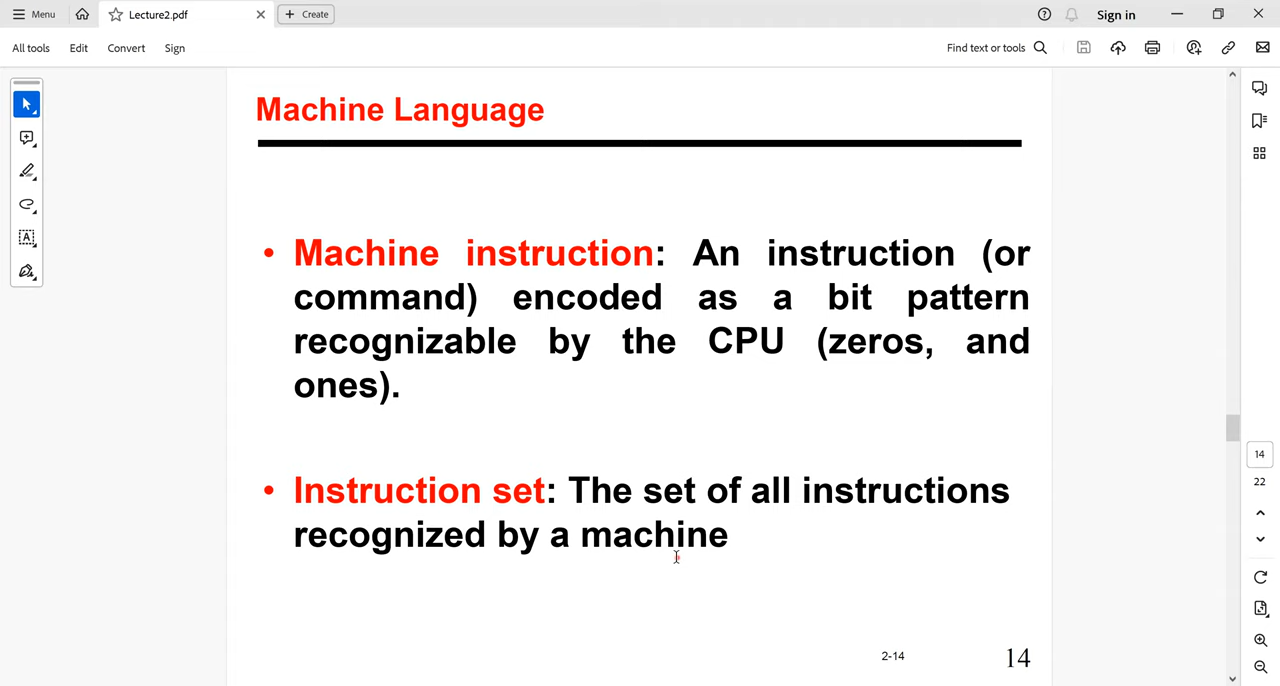 Menu
Lecture2.pdf
Create
Sign in
All tools
Edit
Convert
Sign
Find text or tools
Machine Language
• Machine instruction: An instruction (or
command) encoded as a bit pattern
recognizable by the CPU (zeros, and
ones).
• Instruction set: The set of all instructions
recognized by a machine
2-14
14
14
22